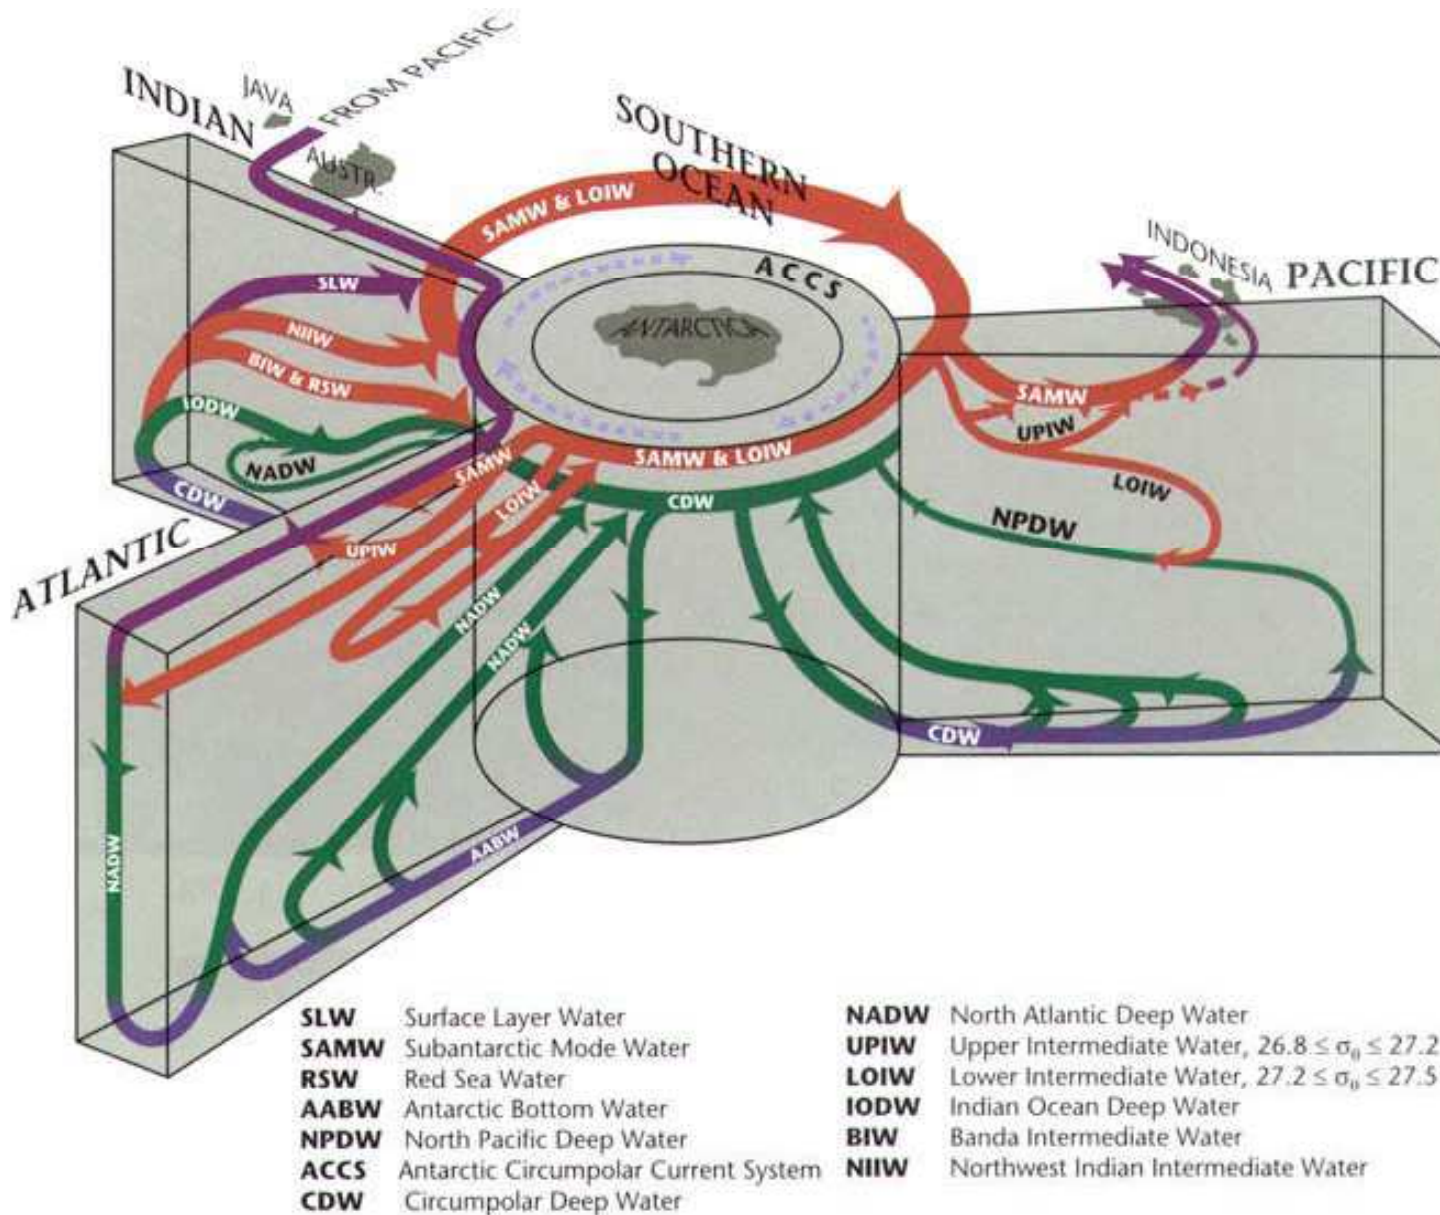 FROM PACIFIC
INDIAN
JAVA
AUSTR.
SOUTHERN
OCEAN
SAMW & LOIW
ACCS
ANTARCTICA
INDONESIA
PACIFIC
SLW
NIIW
BIW & RSW
IODW
NADW
CDW
SAMW
LOIW
UPIW
SAMW & LOIW
CDW
SAMW
UPIW
LOIW
NPDW
ATLANTIC
NADW
NADW
CDW
AABW
NADW
SLW Surface Layer Water
SAMW Subantarctic Mode Water
RSW Red Sea Water
AABW Antarctic Bottom Water
NPDW North Pacific Deep Water
ACCS Antarctic Circumpolar Current System
CDW Circumpolar Deep Water
NADW North Atlantic Deep Water
UPIW Upper Intermediate Water, 26.8 ≤ σθ ≤ 27.2
LOIW Lower Intermediate Water, 27.2 ≤ σθ ≤ 27.5
IODW Indian Ocean Deep Water
BIW Banda Intermediate Water
NIIW Northwest Indian Intermediate Water